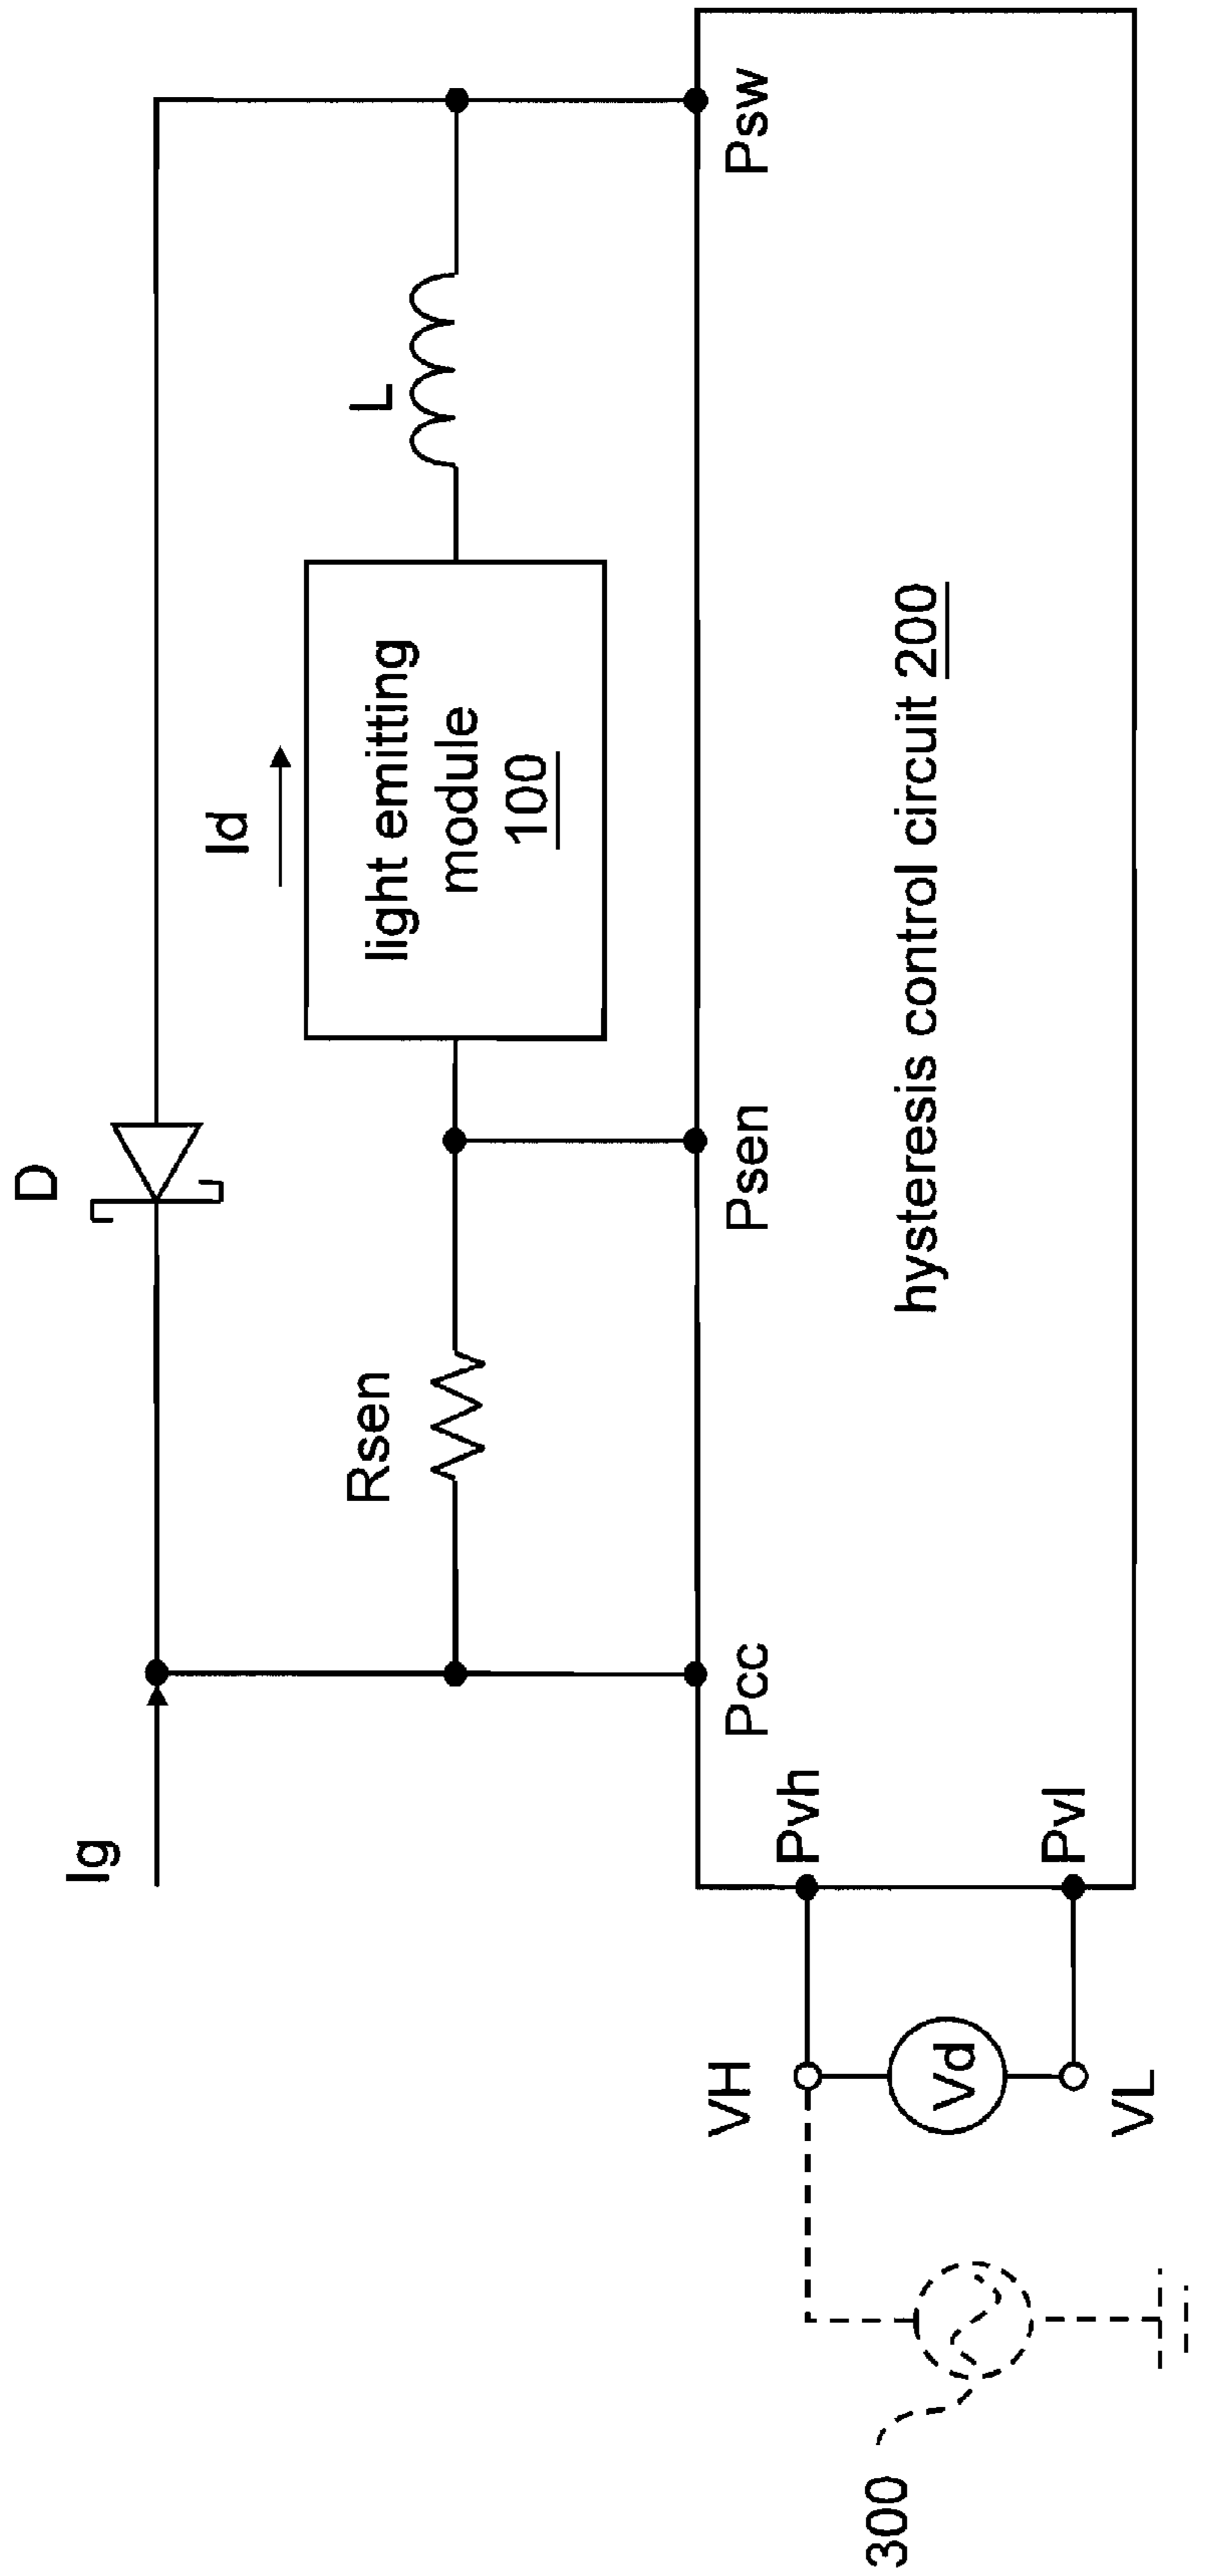 D
Ig
Id
L
Rsen
light emitting
module
100
Pcc
Psen
Psw
Pvh
Pvl
VH
Vd
VL
300
hysteresis control circuit 200